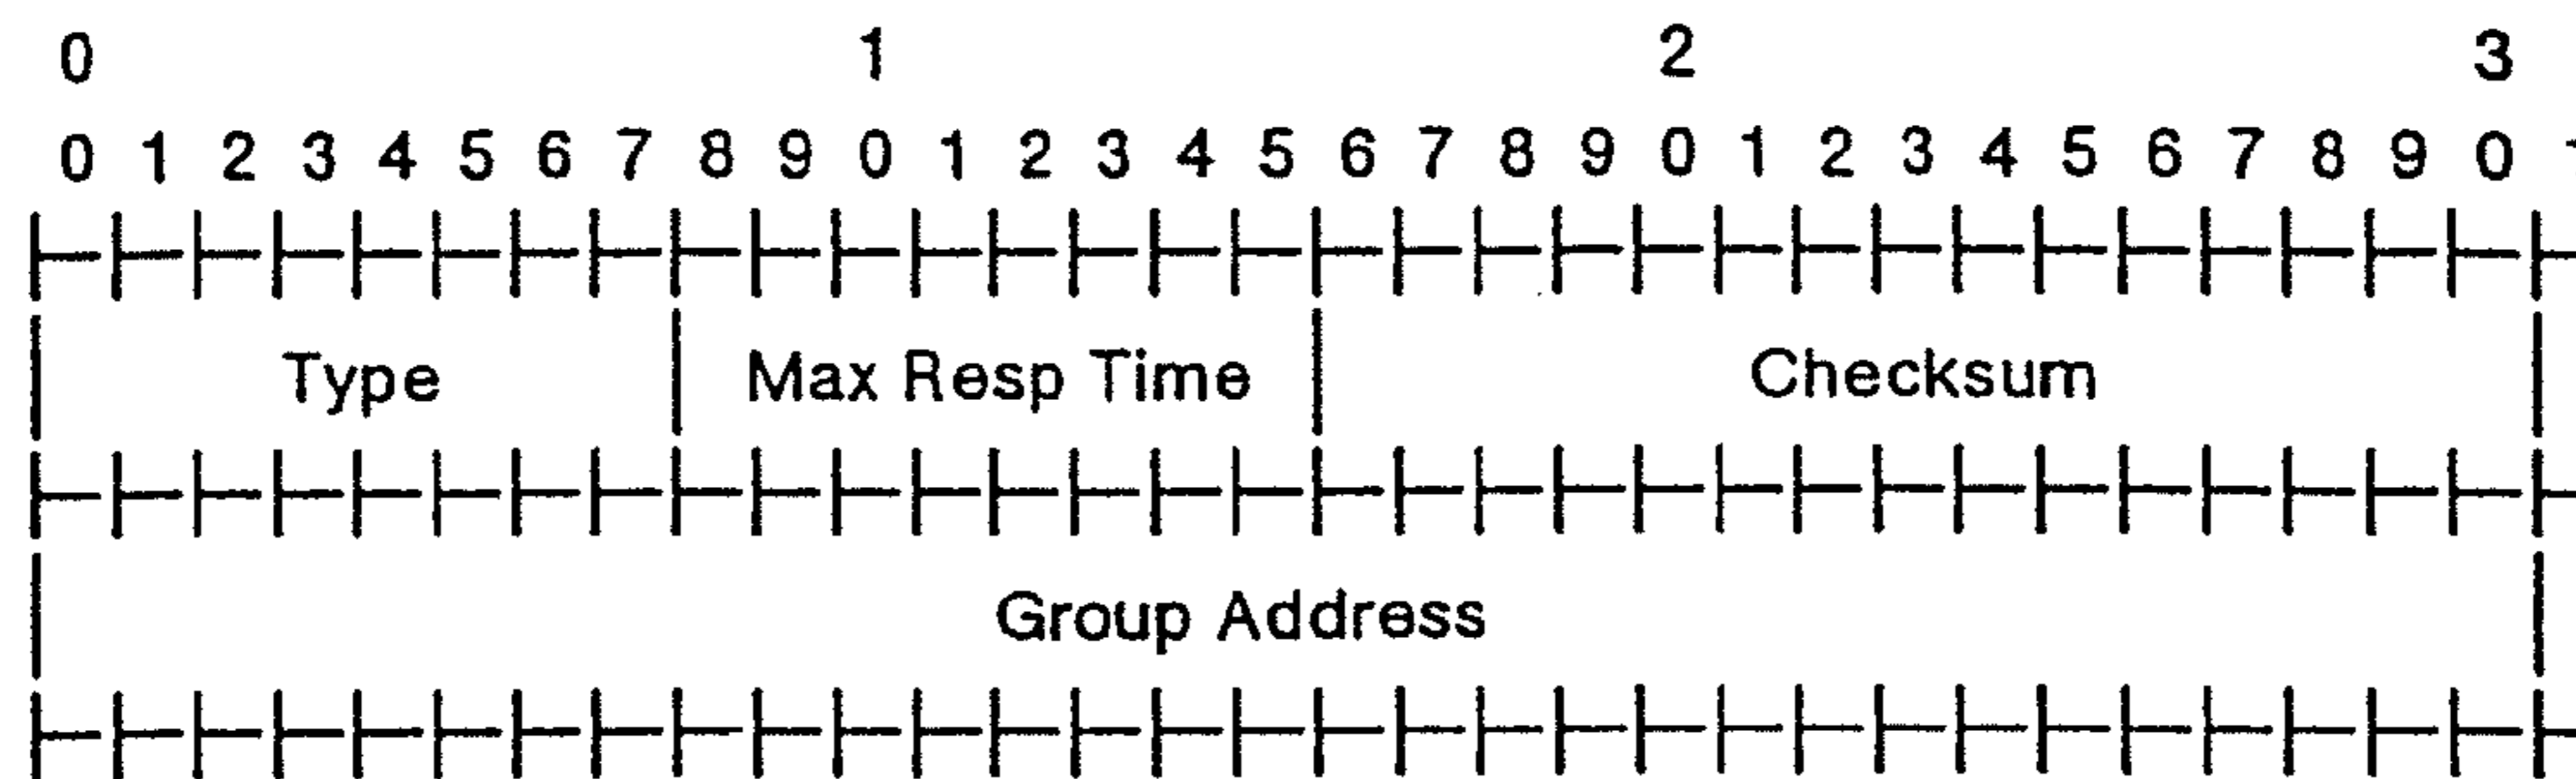 0 1 2 3
0 1 2 3 4 5 6 7 8 9 0 1 2 3 4 5 6 7 8 9 0 1 2 3 4 5 6 7 8 9 0
Type Max Resp Time Checksum
Group Address